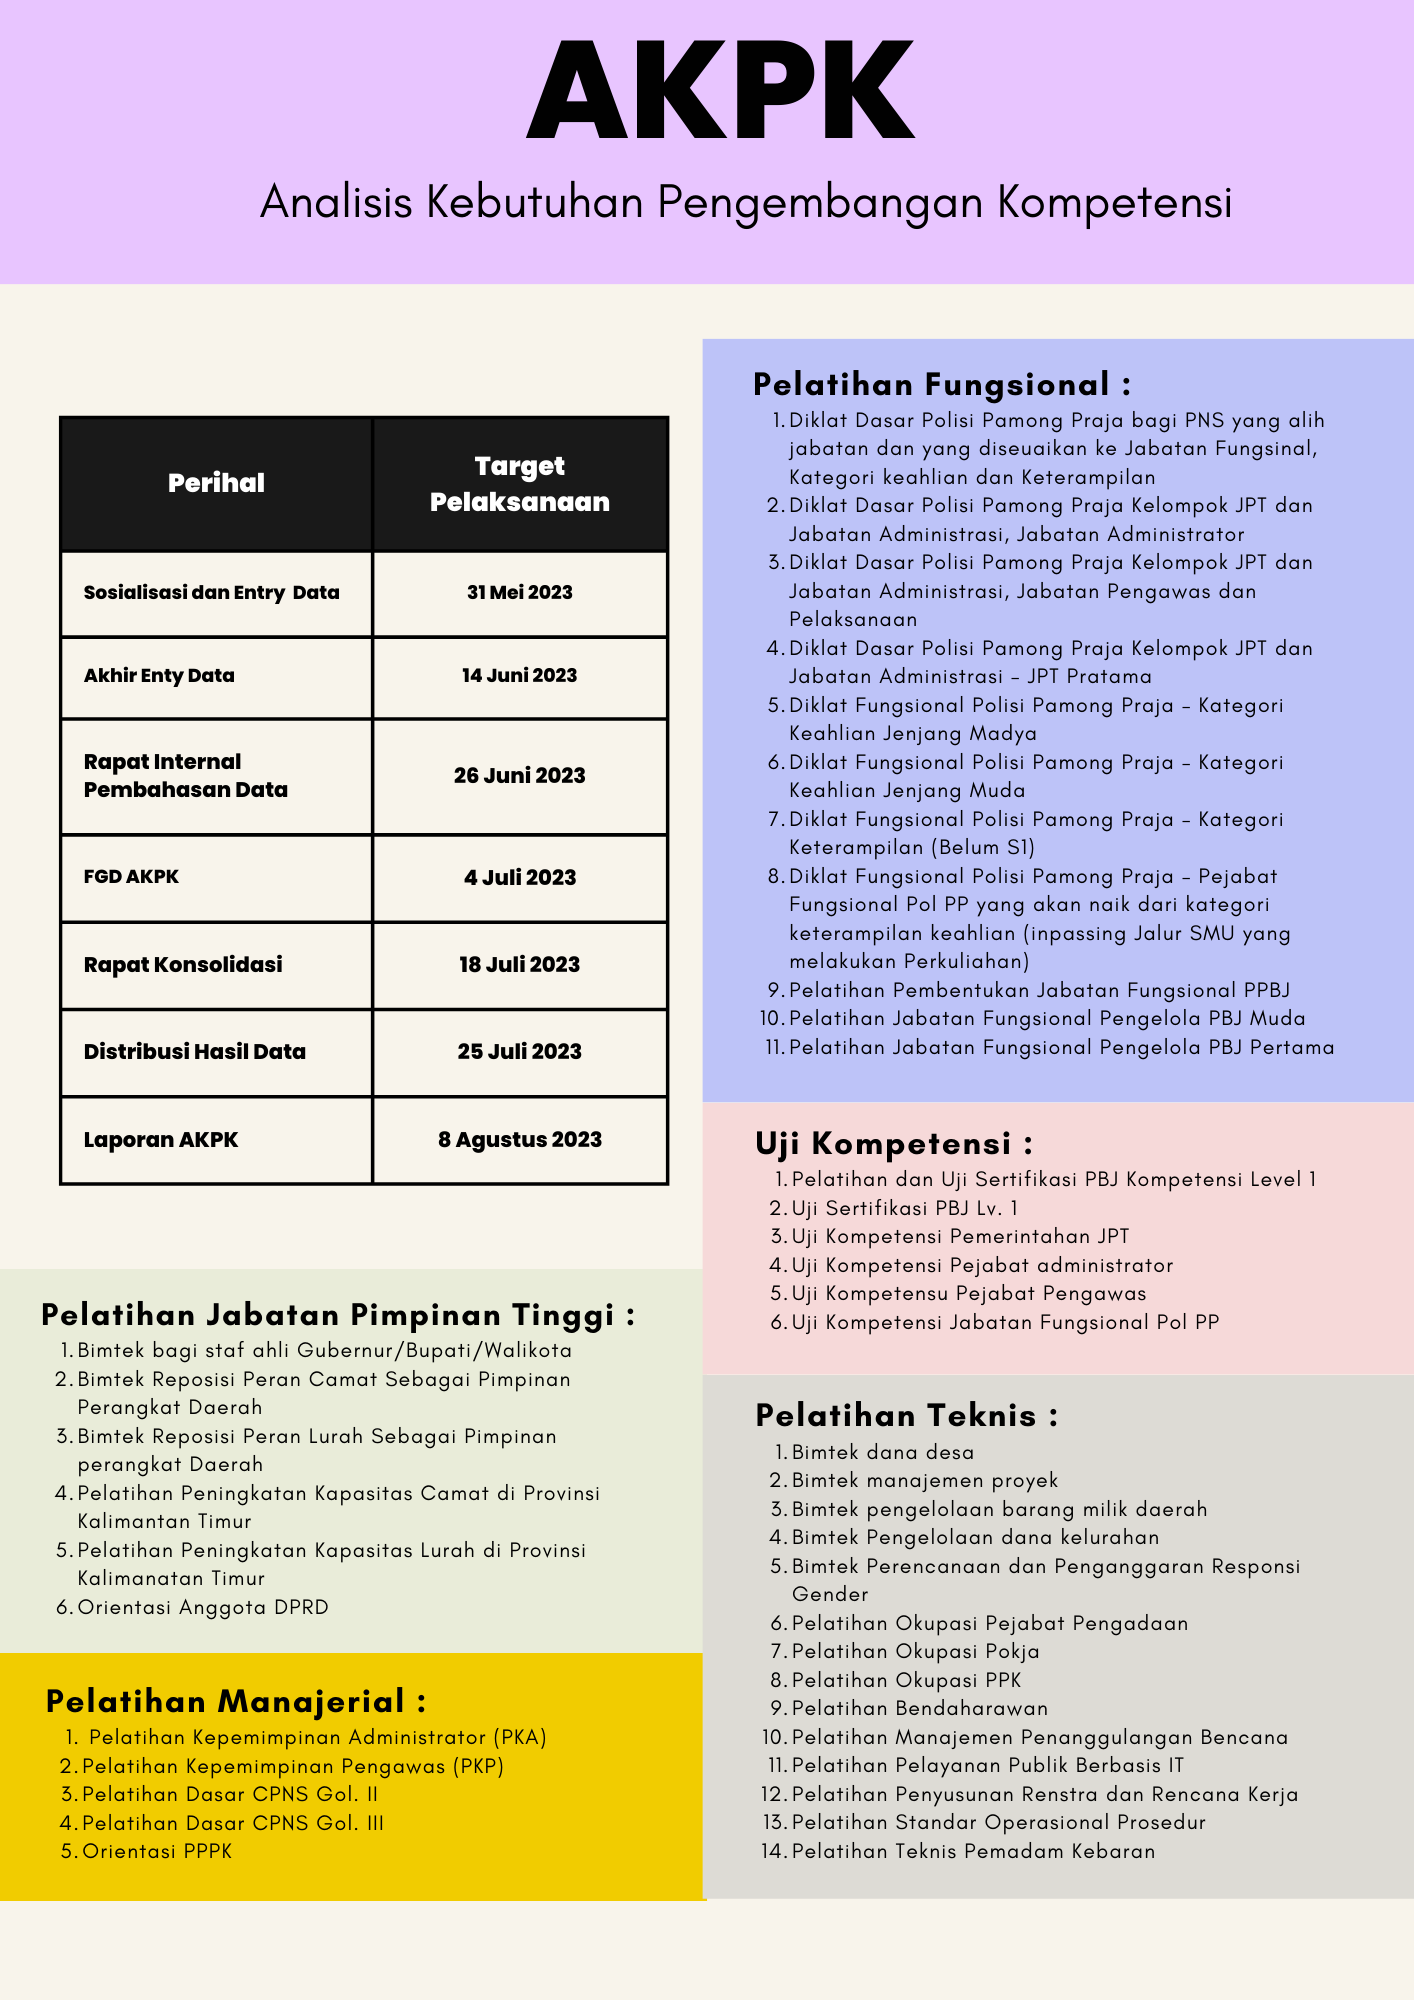 AKPK
Analisis Kebutuhan Pengembangan Kompetensi
Perihal
Target
Pelaksanaan
Sosialisasi dan Entry Data
31 Mei 2023
Akhir Enty Data
14 Juni 2023
Rapat Internal
Pembahasan Data
26 Juni 2023
FGD AKPK
4 Juli 2023
Rapat Konsolidasi
18 Juli 2023
Distribusi Hasil Data
25 Juli 2023
Laporan AKPK
8 Agustus 2023
Pelatihan Jabatan Pimpinan Tinggi :
1. Bimtek bagi staf ahli Gubernur/Bupati/Walikota
2. Bimtek Reposisi Peran Camat Sebagai Pimpinan
Perangkat Daerah
3. Bimtek Reposisi Peran Lurah Sebagai Pimpinan
perangkat Daerah
4. Pelatihan Peningkatan Kapasitas Camat di Provinsi
Kalimantan Timur
5. Pelatihan Peningkatan Kapasitas Lurah di Provinsi
Kalimanatan Timur
6. Orientasi Anggota DPRD
Pelatihan Manajerial :
1. Pelatihan Kepemimpinan Administrator (PKA)
2. Pelatihan Kepemimpinan Pengawas (PKP)
3. Pelatihan Dasar CPNS Gol. II
4. Pelatihan Dasar CPNS Gol. III
5. Orientasi PPPK
Pelatihan Fungsional :
1. Diklat Dasar Polisi Pamong Praja bagi PNS yang alih
jabatan dan yang diseuaikan ke Jabatan Fungsinal,
Kategori keahlian dan Keterampilan
2. Diklat Dasar Polisi Pamong Praja Kelompok JPT dan
Jabatan Administrasi, Jabatan Administrator
3. Diklat Dasar Polisi Pamong Praja Kelompok JPT dan
Jabatan Administrasi, Jabatan Pengawas dan
Pelaksanaan
4. Diklat Dasar Polisi Pamong Praja Kelompok JPT dan
Jabatan Administrasi – JPT Pratama
5. Diklat Fungsional Polisi Pamong Praja – Kategori
Keahlian Jenjang Madya
6. Diklat Fungsional Polisi Pamong Praja – Kategori
Keahlian Jenjang Muda
7. Diklat Fungsional Polisi Pamong Praja – Kategori
Keterampilan (Belum S1)
8. Diklat Fungsional Polisi Pamong Praja – Pejabat
Fungsional Pol PP yang akan naik dari kategori
keterampilan keahlian (inpassing Jalur SMU yang
melakukan Perkuliahan)
9. Pelatihan Pembentukan Jabatan Fungsional PPBJ
10. Pelatihan Jabatan Fungsional Pengelola PBJ Muda
11. Pelatihan Jabatan Fungsional Pengelola PBJ Pertama
Uji Kompetensi :
1. Pelatihan dan Uji Sertifikasi PBJ Kompetensi Level 1
2. Uji Sertifikasi PBJ Lv. 1
3. Uji Kompetensi Pemerintahan JPT
4. Uji Kompetensi Pejabat administrator
5. Uji Kompetensu Pejabat Pengawas
6. Uji Kompetensi Jabatan Fungsional Pol PP
Pelatihan Teknis :
1. Bimtek dana desa
2. Bimtek manajemen proyek
3. Bimtek pengelolaan barang milik daerah
4. Bimtek Pengelolaan dana kelurahan
5. Bimtek Perencanaan dan Penganggaran Responsi
Gender
6. Pelatihan Okupasi Pejabat Pengadaan
7. Pelatihan Okupasi Pokja
8. Pelatihan Okupasi PPK
9. Pelatihan Bendaharawan
10. Pelatihan Manajemen Penanggulangan Bencana
11. Pelatihan Pelayanan Publik Berbasis IT
12. Pelatihan Penyusunan Renstra dan Rencana Kerja
13. Pelatihan Standar Operasional Prosedur
14. Pelatihan Teknis Pemadam Kebaran